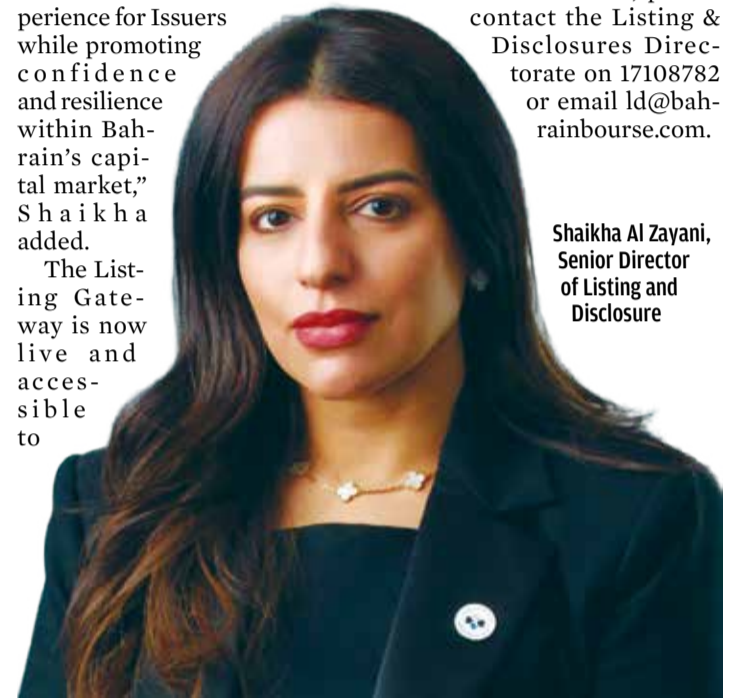 perience for Issuers
while promoting
confidence
and resilience
within Bah-
rain's capi-
tal market,”
Shaikha
added.
The List-
ing Gate-
way is now
live and
acces-
sible
to
contact the Listing &
Disclosures Direc-
torate on 17108782
or email ld@bah-
rainbourse.com.
Shaikha Al Zayani,
Senior Director
of Listing and
Disclosure